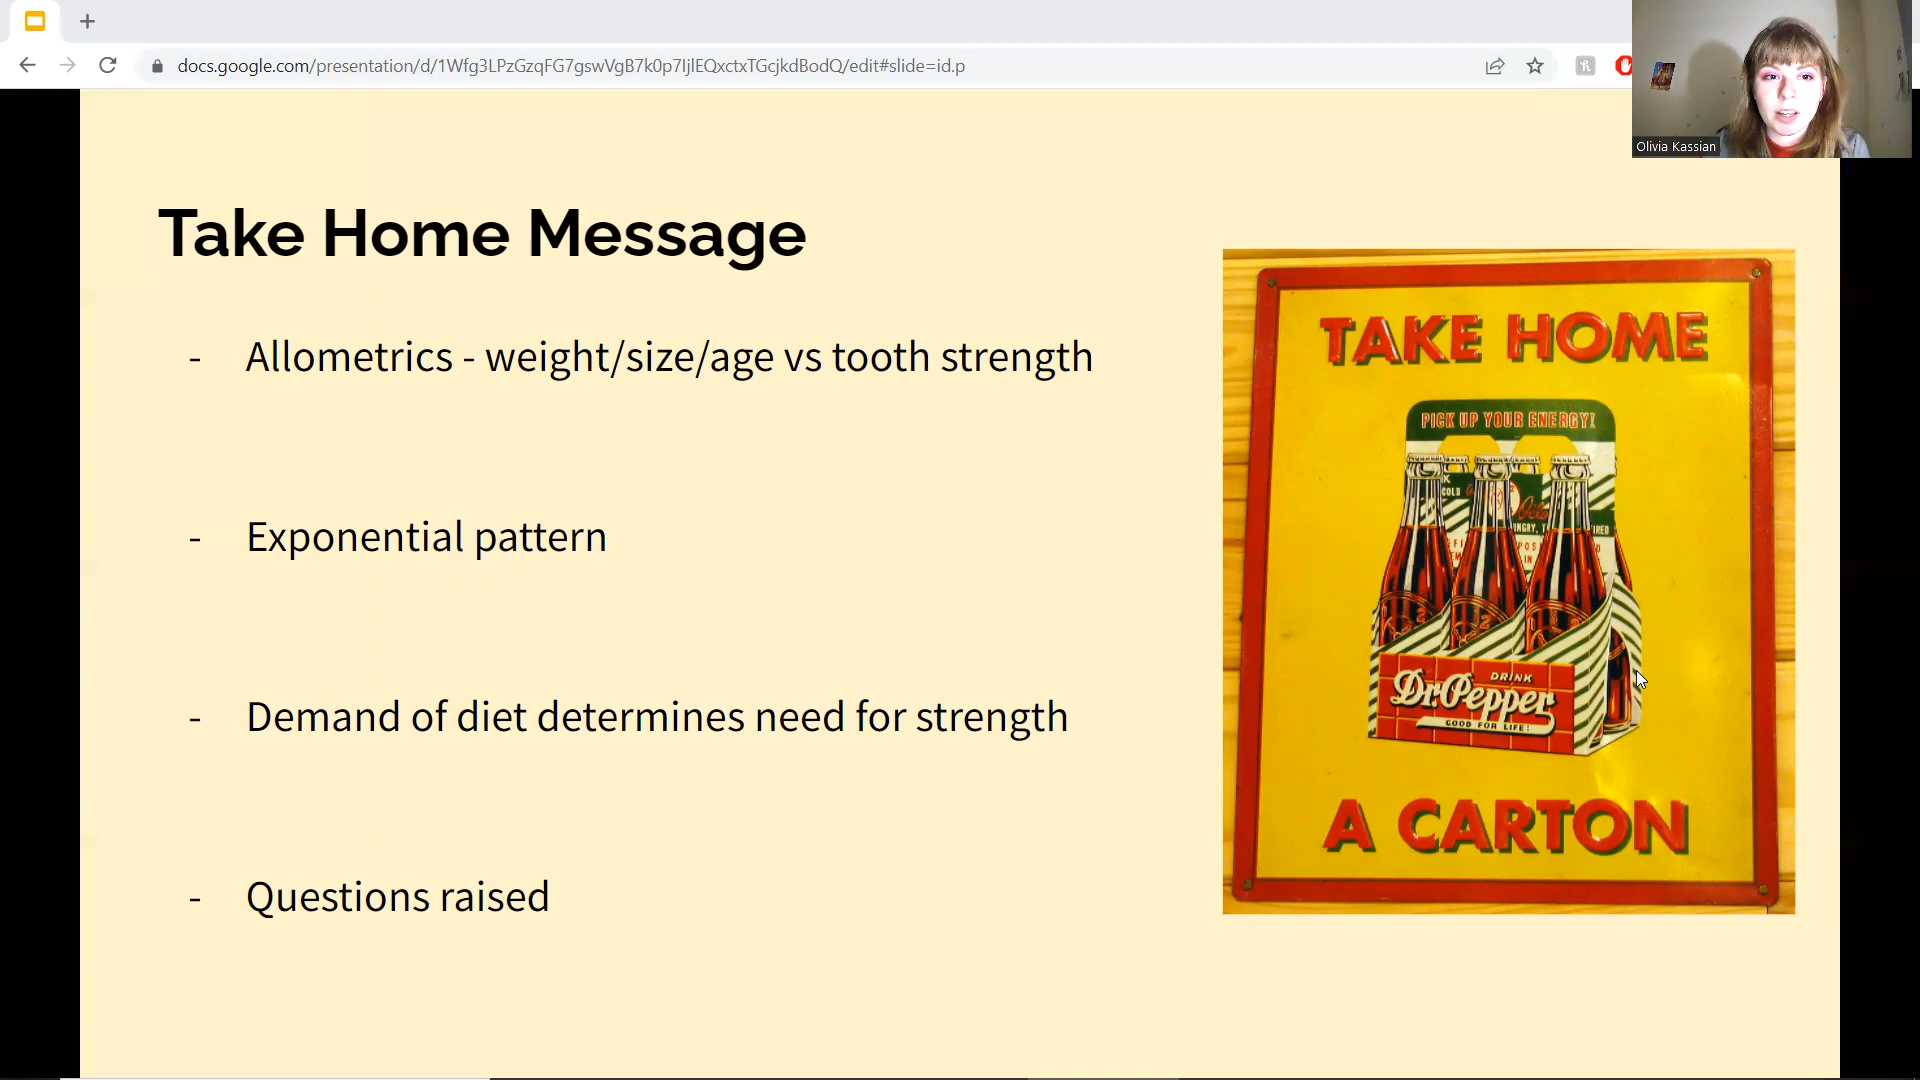 docs.google.com/presentation/d/1Wfg3LPzGzqFG7gswVgB7k0p7IjlEQxctxTGcjkdBodQ/edit#slide=id.p
Olivia Kassian
Take Home Message
- Allometrics - weight/size/age vs tooth strength
- Exponential pattern
- Demand of diet determines need for strength
- Questions raised
TAKE HOME
PICK UP YOUR ENERGY!
COLD
DRINK
Dr. Pepper
GOOD FOR LIFE!
A CARTON